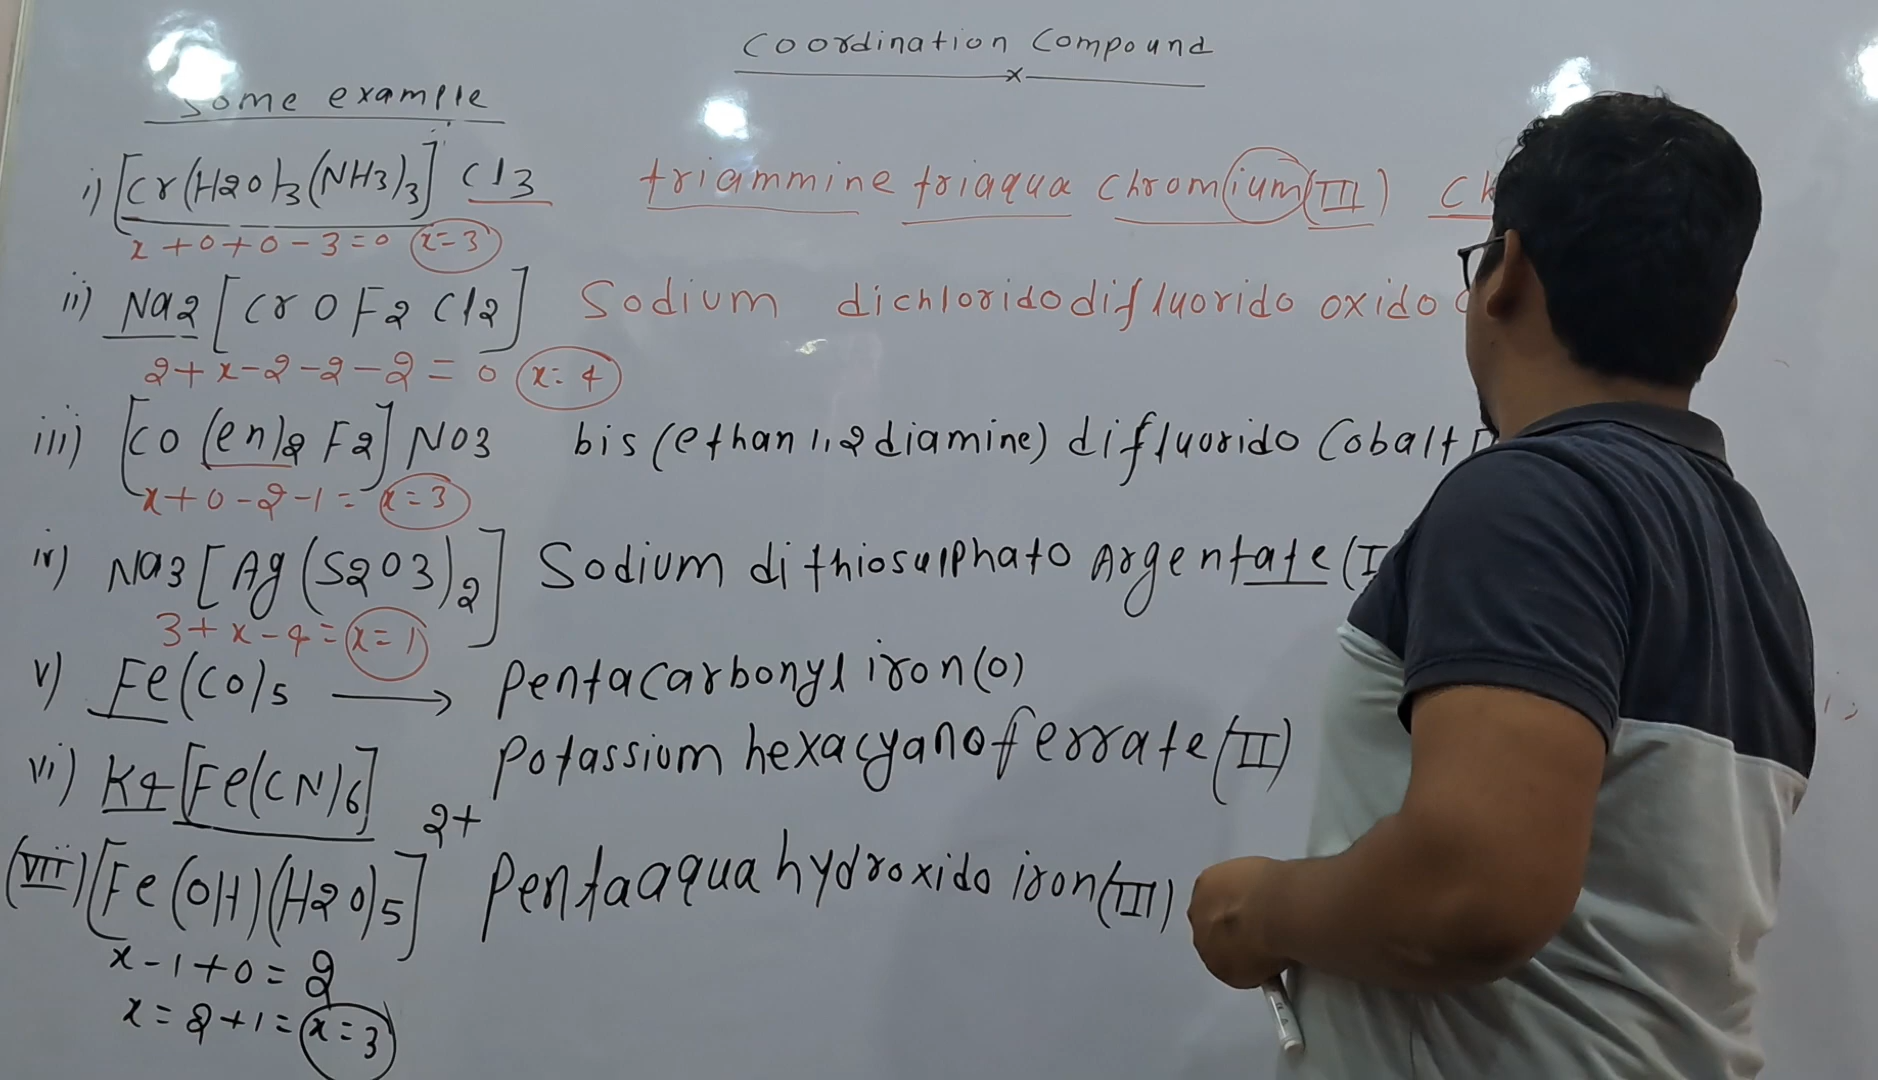 Coordination Compound
Some example
i) [Cr(H2O)3(NH3)3] Cl3 triammine triaqua chromium(III)
x+0+0-3=0 x=3
ii) Na2 [CrOF2Cl2] Sodium dichloridodifluorido oxido
2+x-2-2-2=0 x=4
iii) [Co(en)2F2]NO3 bis(ethan 1,2 diamine) difluorido Cobalt
x+0-2-1= x=3
iv) Na3[Ag(S2O3)2] Sodium dithiosulphato Argentate (I
3+x-4= x=1
v) Fe(CO)5 → Pentacarbonyl iron(0)
vi) K4[Fe(CN)6] Potassium hexacyanoferrate(II)
(vii) [Fe(OH)(H2O)5] 2+ Pentaaqua hydroxido iron(III)
x-1+0=2
x=2+1= x=3